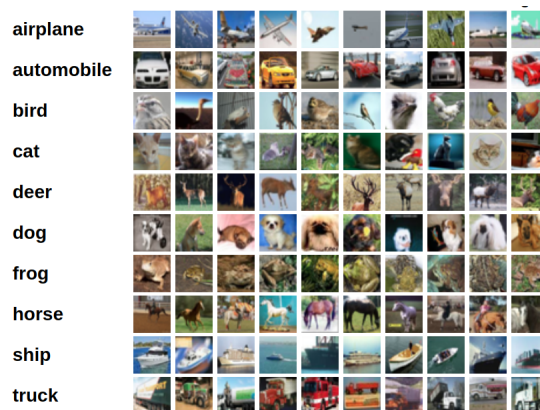 airplane
automobile
bird
cat
deer
dog
frog
horse
ship
truck